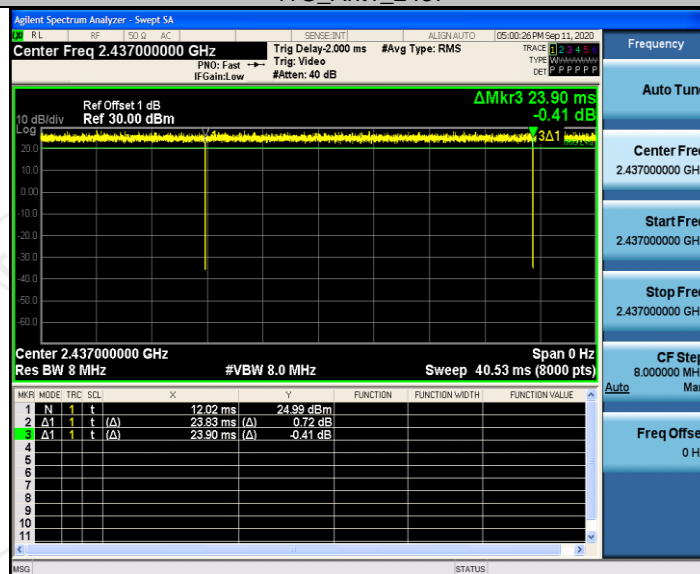 Agilent Spectrum Analyzer - Swept SA
RL RF 50 Ω AC SENSE:INT ALIGN AUTO 05:00:26 PM Sep 11, 2020
Center Freq 2.437000000 GHz
PNO: Fast
IFGain:Low
Trig Delay-2.000 ms
Trig: Video
#Atten: 40 dB
#Avg Type: RMS
TRACE 1 2 3 4 5 6
TYPE
DET P P P P P P
ΔMkr3 23.90 ms
-0.41 dB
Ref Offset 1 dB
Ref 30.00 dBm
10 dB/div
Log
1
3Δ1
20.0
10.0
0.00
-10.0
-20.0
-30.0
-40.0
-50.0
-60.0
Center 2.437000000 GHz Span 0 Hz
Res BW 8 MHz #VBW 8.0 MHz Sweep 40.53 ms (8000 pts)
MKR MODE TRC SCL X Y FUNCTION FUNCTION WIDTH FUNCTION VALUE
1 N 1 t 12.02 ms 24.99 dBm
2 Δ1 1 t (Δ) 23.83 ms (Δ) 0.72 dB
3 Δ1 1 t (Δ) 23.90 ms (Δ) -0.41 dB
4
5
6
7
8
9
10
11
MSG STATUS
Frequency
Auto Tun
Center Fre
2.437000000 GH
Start Fre
2.437000000 GH
Stop Fre
2.437000000 GH
CF Step
8.000000 MH
Auto Ma
Freq Offse
0 H